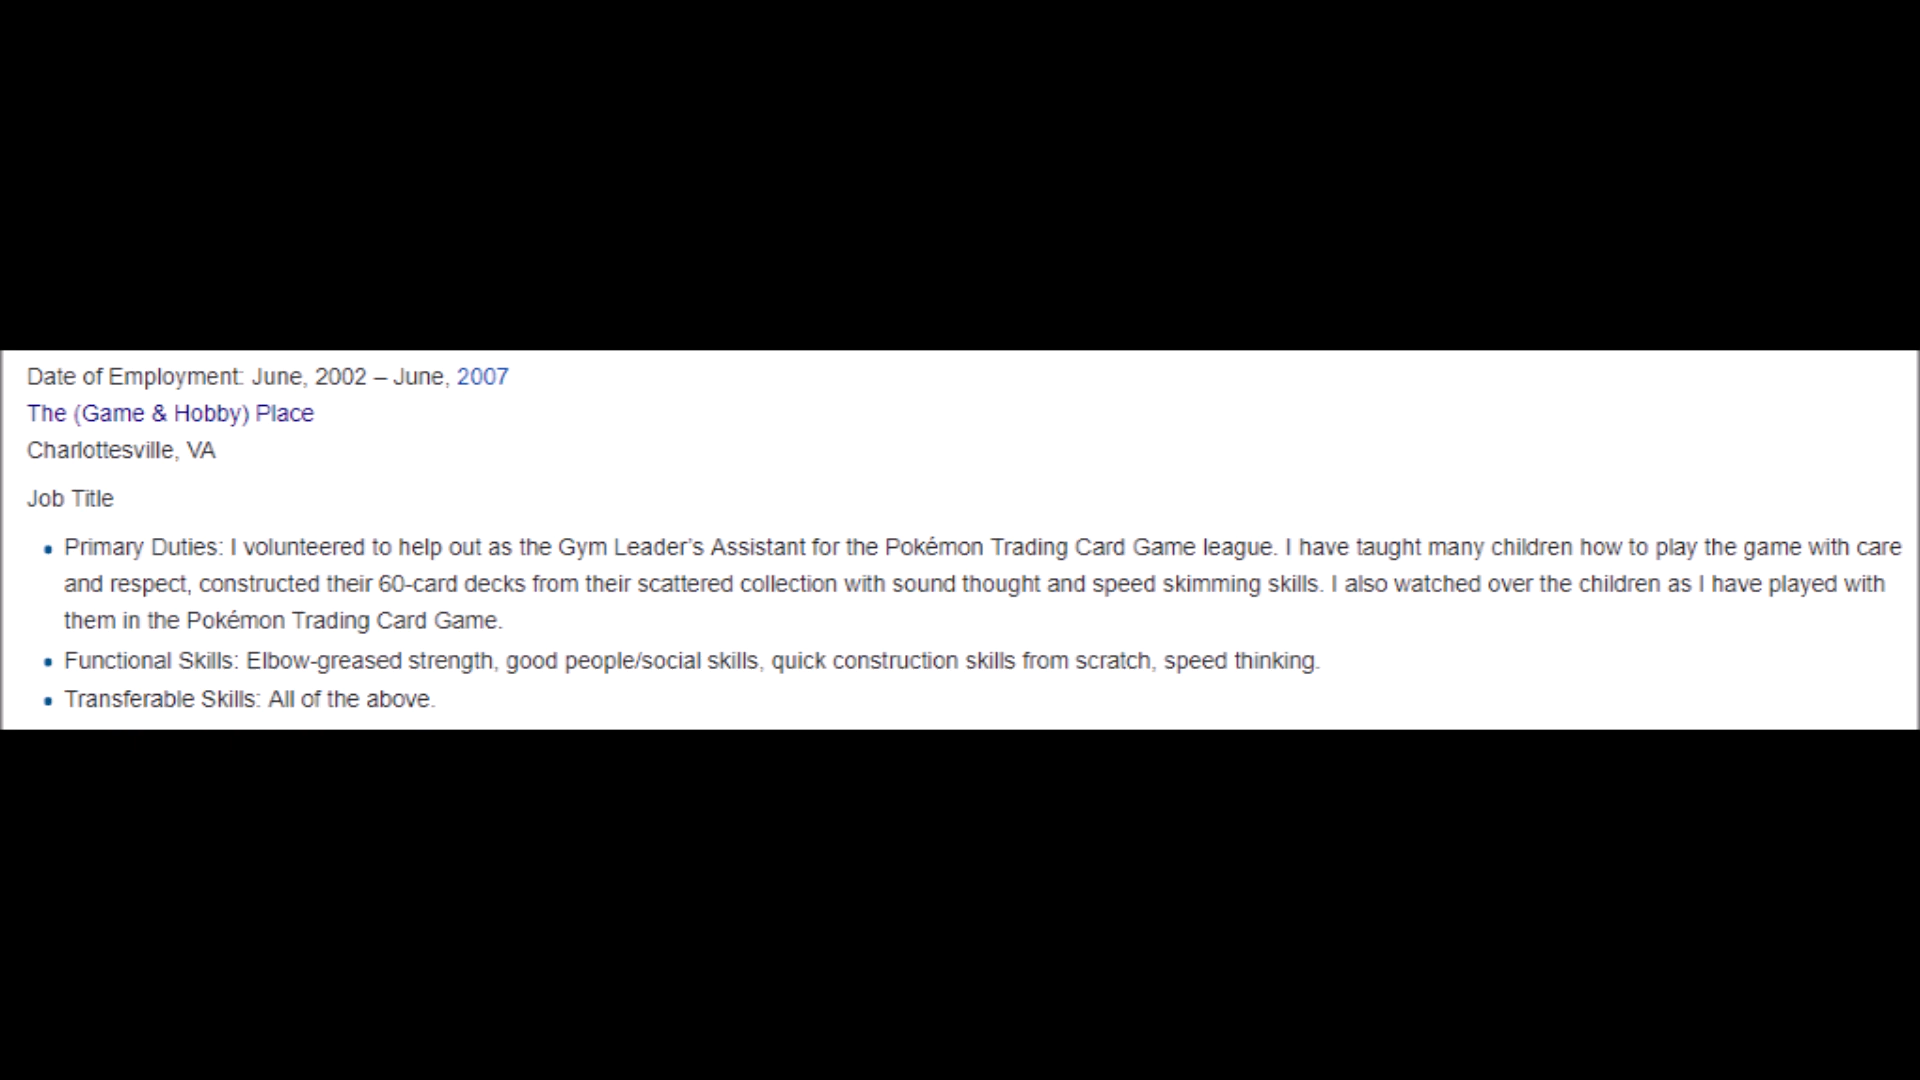 Date of Employment: June, 2002 – June, 2007
The (Game & Hobby) Place
Charlottesville, VA
Job Title
Primary Duties: I volunteered to help out as the Gym Leader’s Assistant for the Pokémon Trading Card Game league. I have taught many children how to play the game with care
and respect, constructed their 60-card decks from their scattered collection with sound thought and speed skimming skills. I also watched over the children as I have played with
them in the Pokémon Trading Card Game.
Functional Skills: Elbow-greased strength, good people/social skills, quick construction skills from scratch, speed thinking.
Transferable Skills: All of the above.